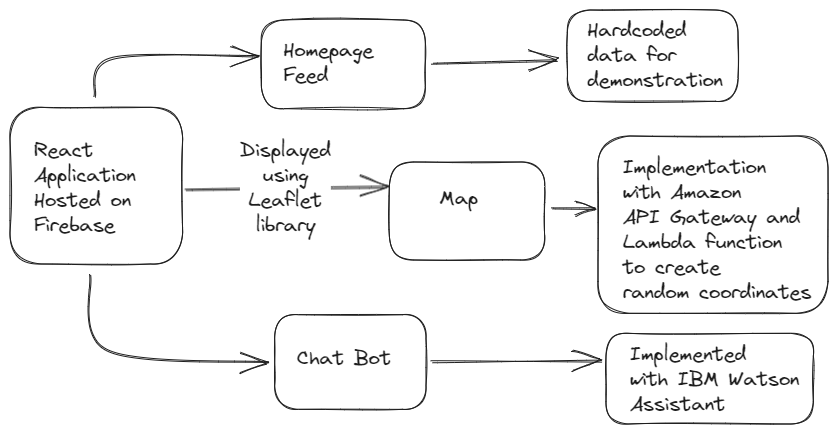 Homepage
Feed
Hardcoded
data for
demonstration
React
Application
Hosted on
Firebase
Displayed
using
Leaflet
library
Map
Implementation
with Amazon
API Gateway and
Lambda function
to create
random coordinates
Chat Bot
Implemented
with IBM Watson
Assistant